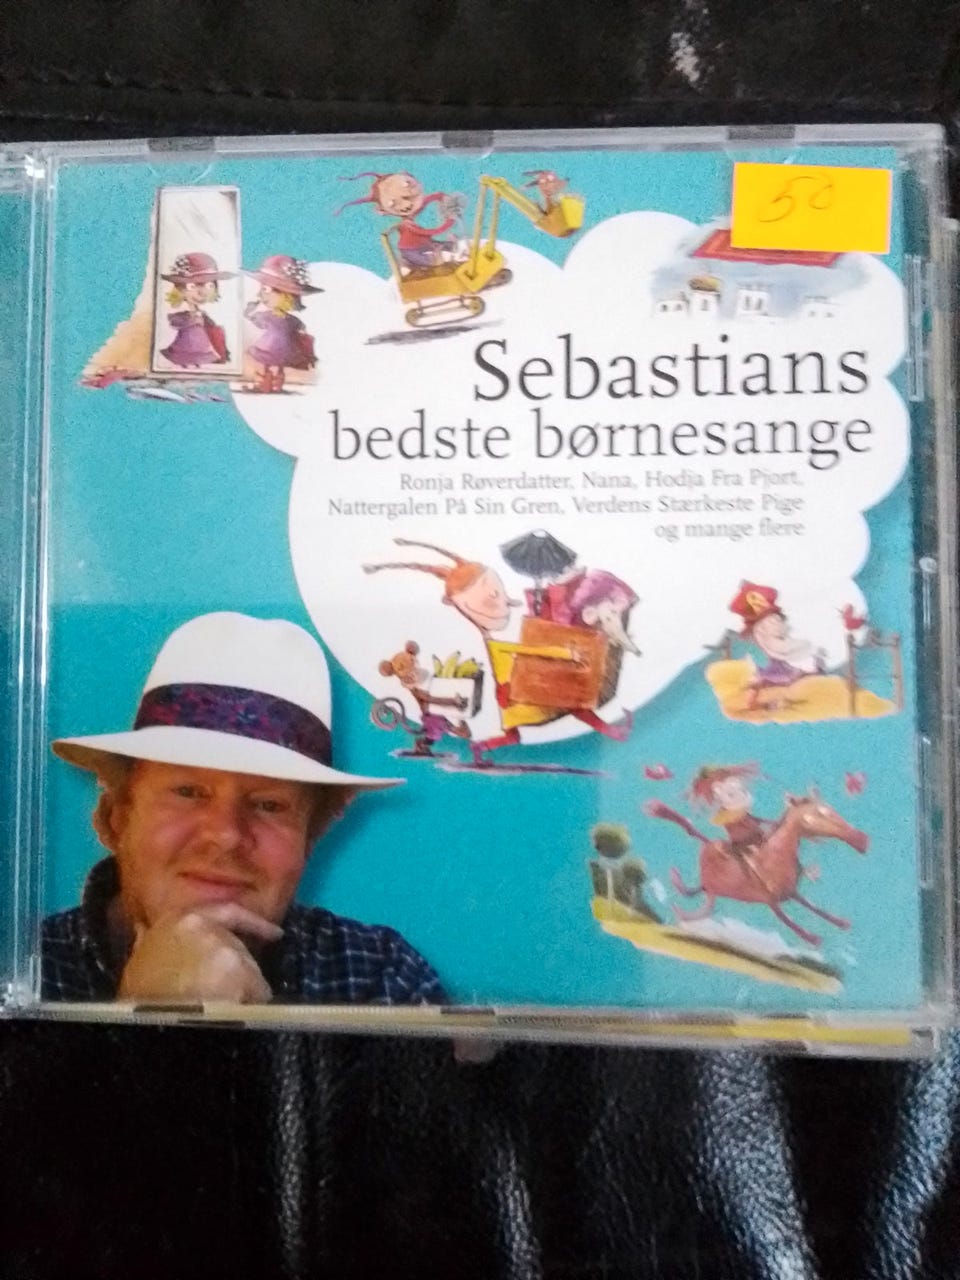 50
Sebastians
bedste børnesange
Ronja Røverdatter, Nana, Hodja Fra Pjort,
Nattergalen På Sin Gren, Verdens Stærkeste Pige
og mange flere